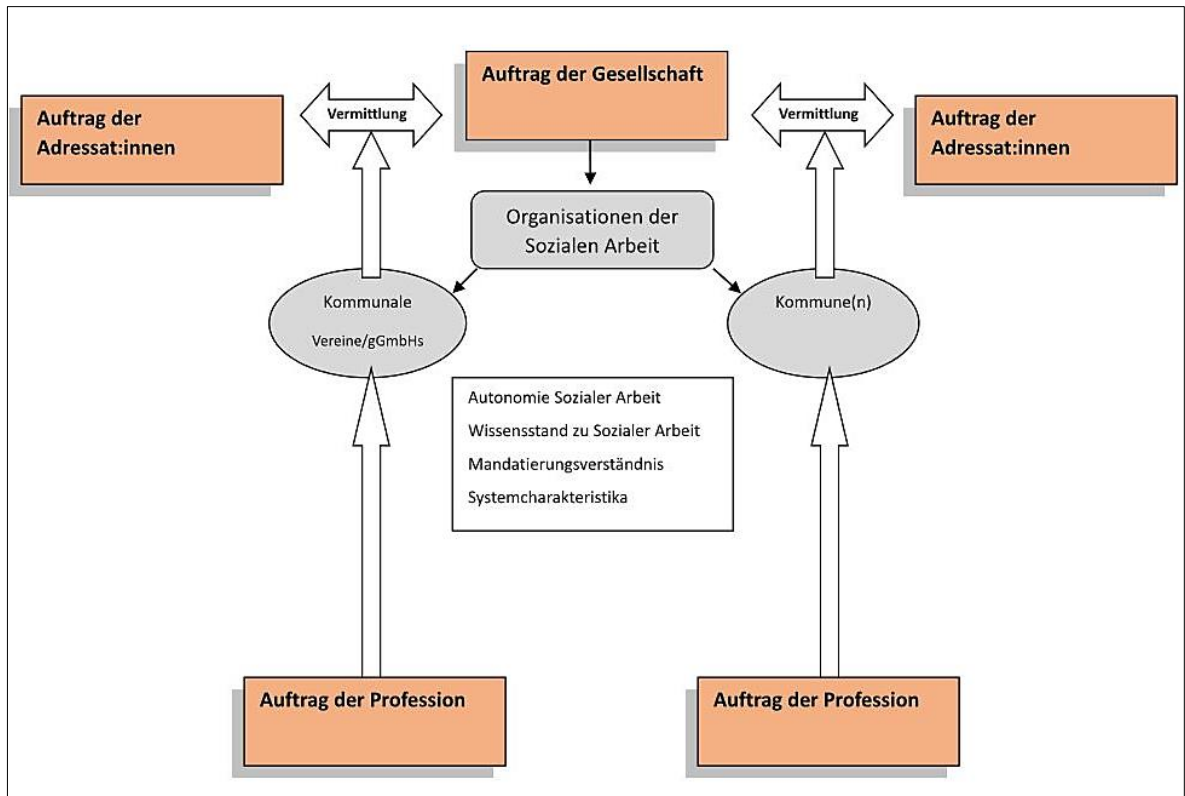 Auftrag der Gesellschaft
Auftrag der
Adressat:innen
Vermittlung
Vermittlung
Auftrag der
Adressat:innen
Organisationen der
Sozialen Arbeit
Kommunale
Vereine/gGmbHs
Kommune(n)
Autonomie Sozialer Arbeit
Wissensstand zu Sozialer Arbeit
Mandatierungsverständnis
Systemcharakteristika
Auftrag der Profession
Auftrag der Profession